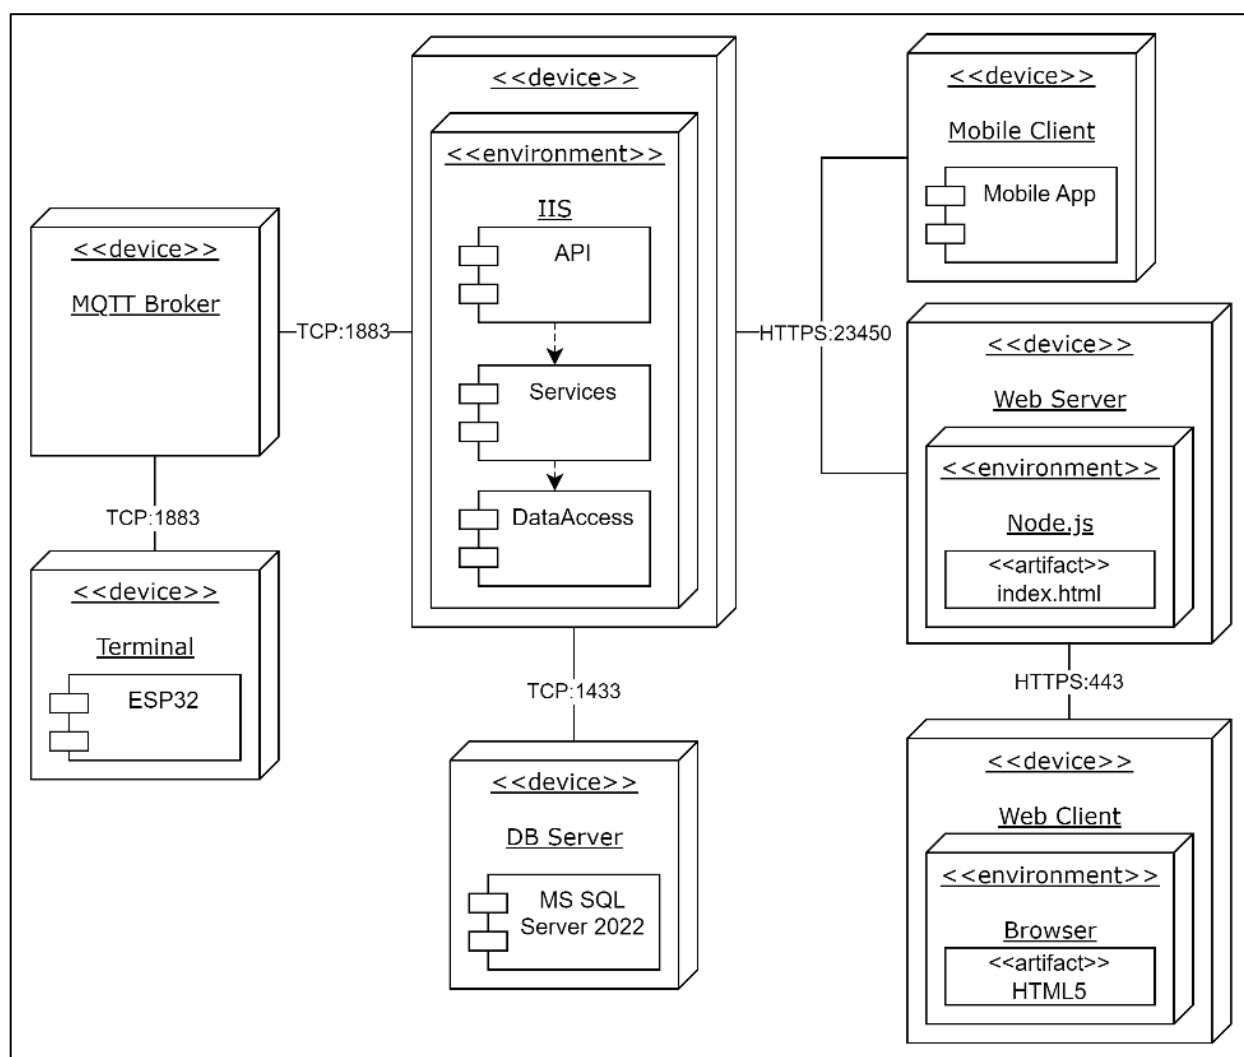 <<device>>
MQTT Broker
TCP:1883
<<device>>
Terminal
ESP32
TCP:1883
<<device>>
<<environment>>
IIS
API
Services
DataAccess
TCP:1433
<<device>>
DB Server
MS SQL
Server 2022
HTTPS:23450
<<device>>
Mobile Client
Mobile App
<<device>>
Web Server
<<environment>>
Node.js
<<artifact>>
index.html
HTTPS:443
<<device>>
Web Client
<<environment>>
Browser
<<artifact>>
HTML5